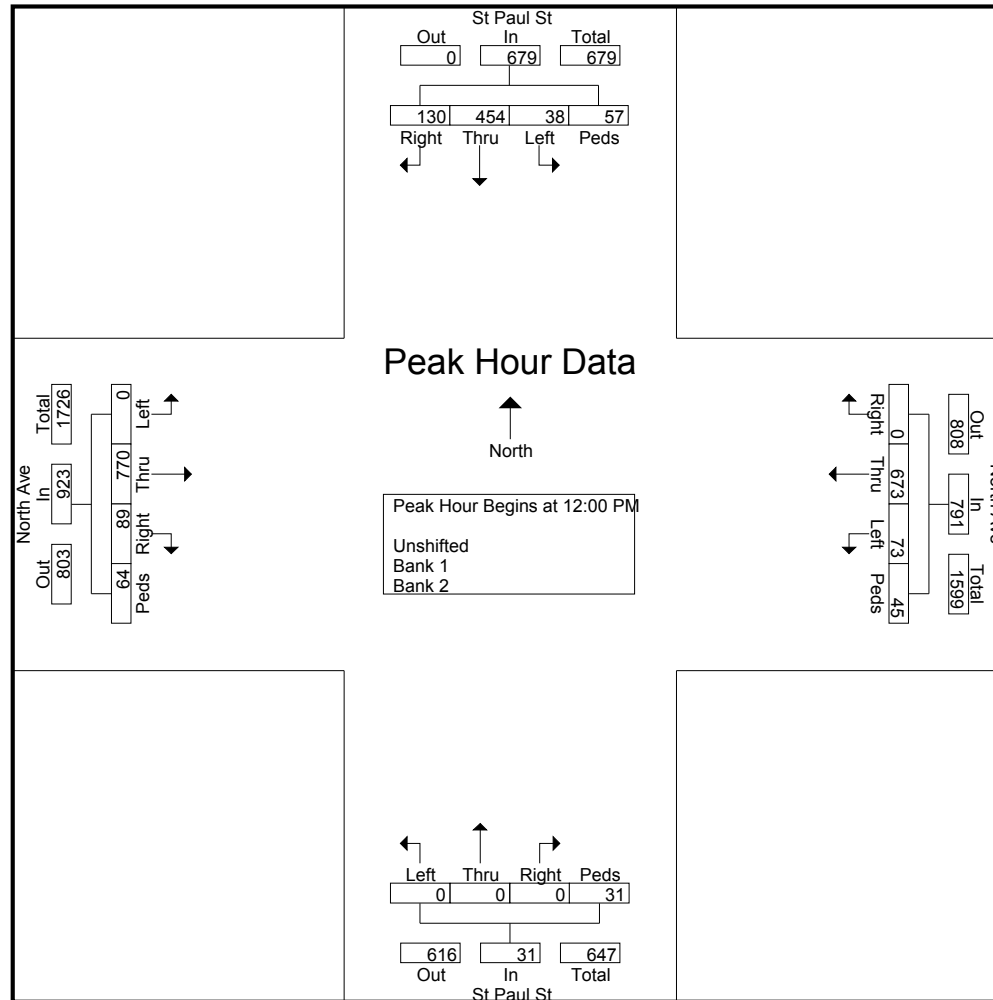 St Paul St
Out In Total
0 679 679
130 454 38 57
Right Thru Left Peds
Peak Hour Data
North
Peak Hour Begins at 12:00 PM
Unshifted
Bank 1
Bank 2
North Ave
Out In Total
803 923 1726
64 89 770 0
Peds Right Thru Left
Out In Total
808 791 1599
0 673 73 45
Right Thru Left Peds
Left Thru Right Peds
0 0 0 31
616 31 647
Out In Total
St Paul St